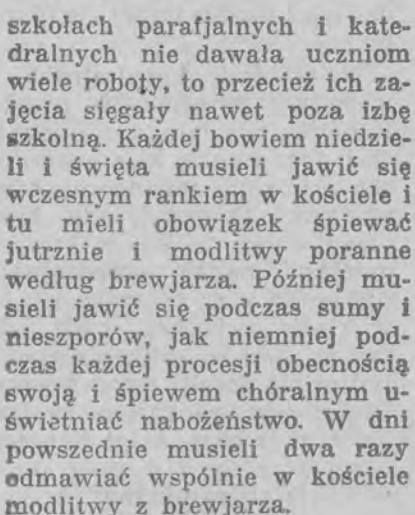 szkołach parafjalnych i kate-
dralnych nie dawała uczniom
wiele roboty, to przecież ich za-
jęcia sięgały nawet poza izbę
szkolną. Każdej bowiem niedzie-
li i święta musieli jawić się
wczesnym rankiem w kościele i
tu mieli obowiązek śpiewać
jutrznie i modlitwy poranne
według brewjarza. Później mu-
sieli jawić się podczas sumy i
nieszporów, jak niemniej pod-
czas każdej procesji obecnością
swoją i śpiewem chóralnym u-
świetniać nabożeństwo. W dni
powszednie musieli dwa razy
odmawiać wspólnie w kościele
modlitwy z brewjarza.